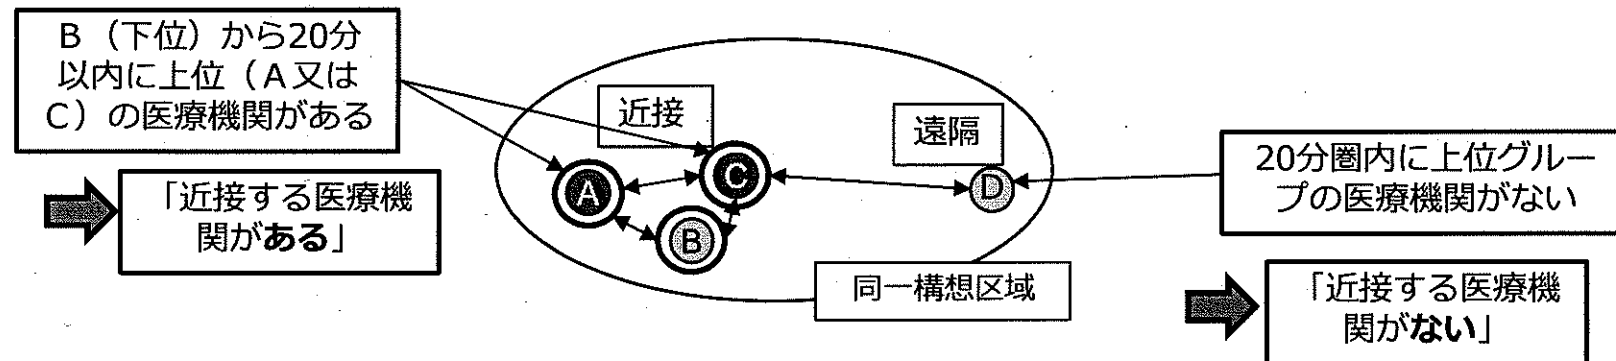 B（下位）から20分
以内に上位（A又は
C）の医療機関がある
「近接する医療機
関がある」
近接
遠隔
A
C
B
D
同一構想区域
20分圏内に上位グルー
プの医療機関がない
「近接する医療機
関がない」